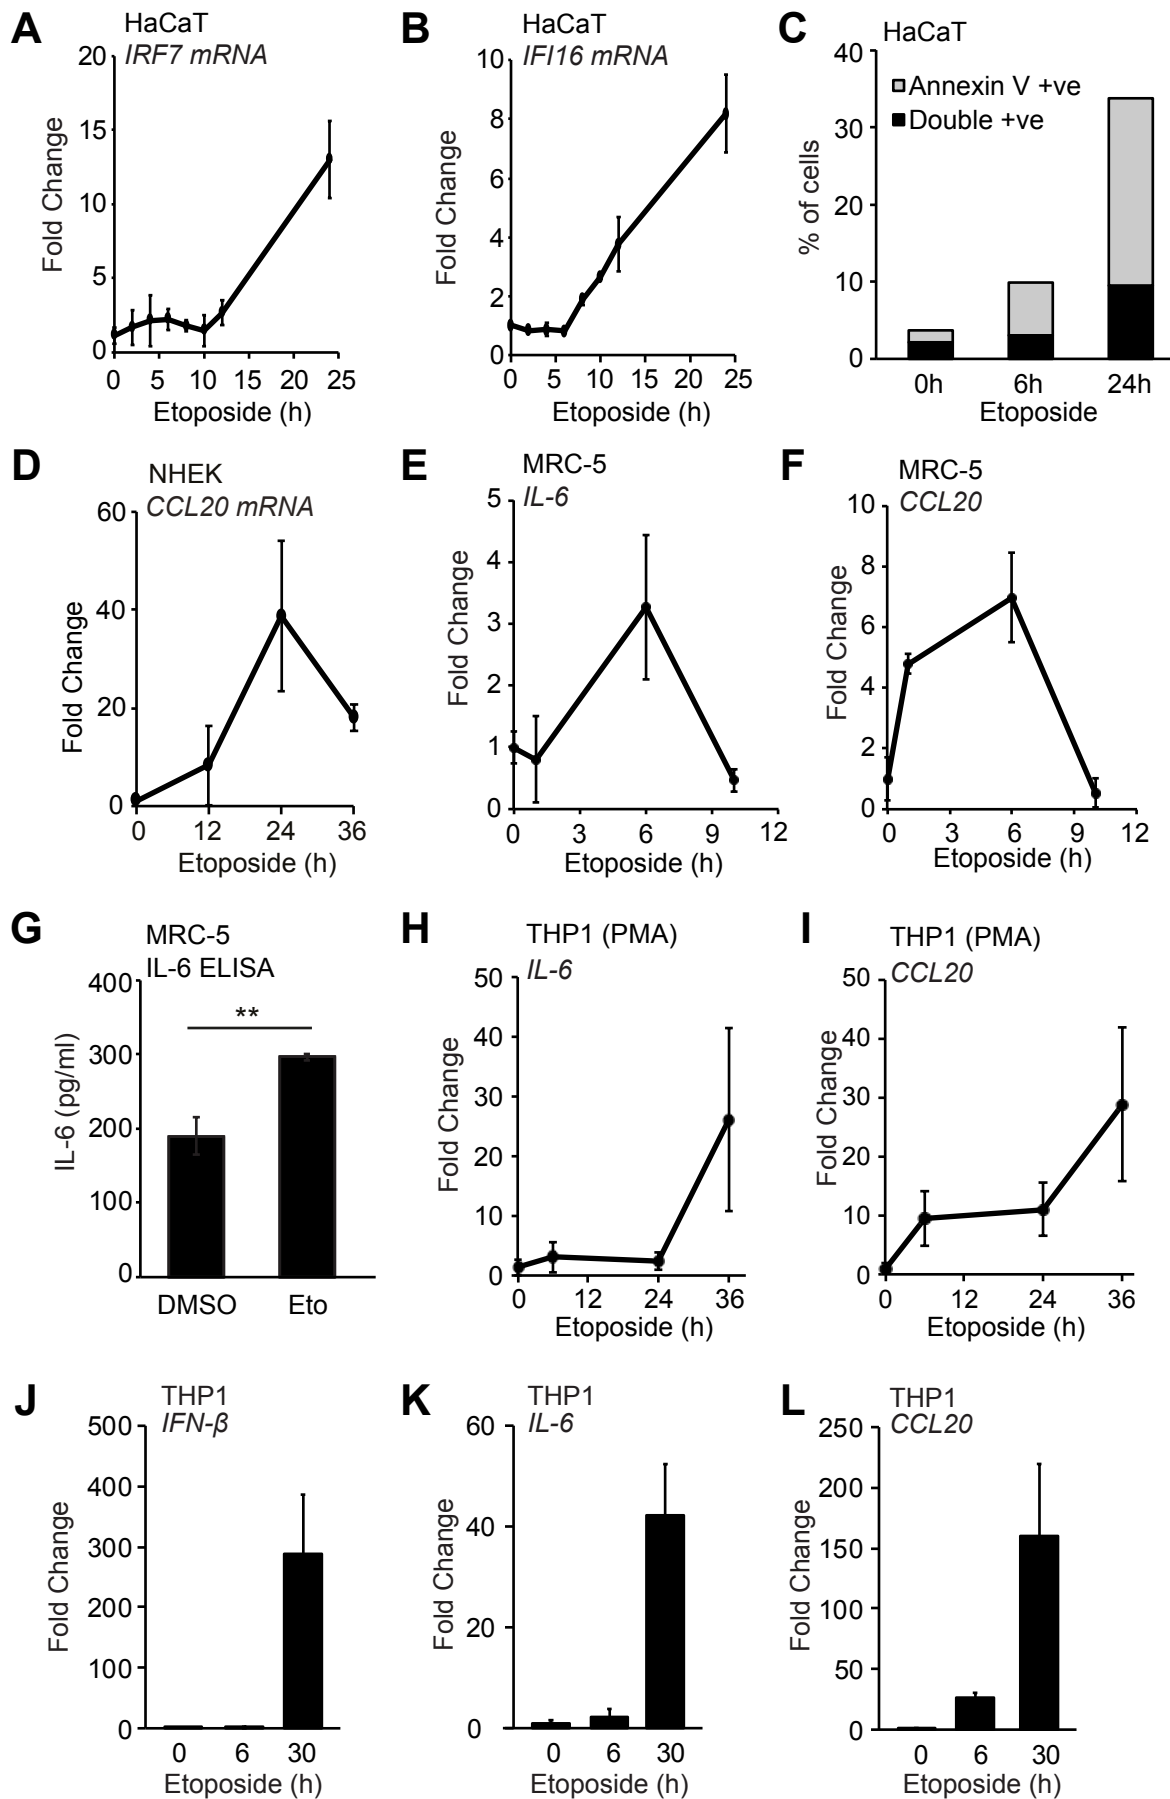 A
HaCaT
IRF7 mRNA
20
15
10
5
0
Fold Change
0 5 10 15 20 25
Etoposide (h)
B
HaCaT
IFI16 mRNA
10
8
6
4
2
0
Fold Change
0 5 10 15 20 25
Etoposide (h)
C
HaCaT
40
30
20
10
0
% of cells
Annexin V +ve
Double +ve
0h 6h 24h
Etoposide
D
NHEK
CCL20 mRNA
60
40
20
0
Fold Change
0 12 24 36
Etoposide (h)
E
MRC-5
IL-6
5
4
3
2
1
0
Fold Change
0 3 6 9 12
Etoposide (h)
F
MRC-5
CCL20
10
8
6
4
2
0
Fold Change
0 3 6 9 12
Etoposide (h)
G
MRC-5
IL-6 ELISA
400
300
200
100
0
IL-6 (pg/ml)
**
DMSO Eto
H
THP1 (PMA)
IL-6
50
40
30
20
10
0
Fold Change
0 12 24 36
Etoposide (h)
I
THP1 (PMA)
CCL20
50
40
30
20
10
0
Fold Change
0 12 24 36
Etoposide (h)
J
THP1
IFN-β
500
400
300
200
100
0
Fold Change
0 6 30
Etoposide (h)
K
THP1
IL-6
60
40
20
0
Fold Change
0 6 30
Etoposide (h)
L
THP1
CCL20
250
200
150
100
50
0
Fold Change
0 6 30
Etoposide (h)